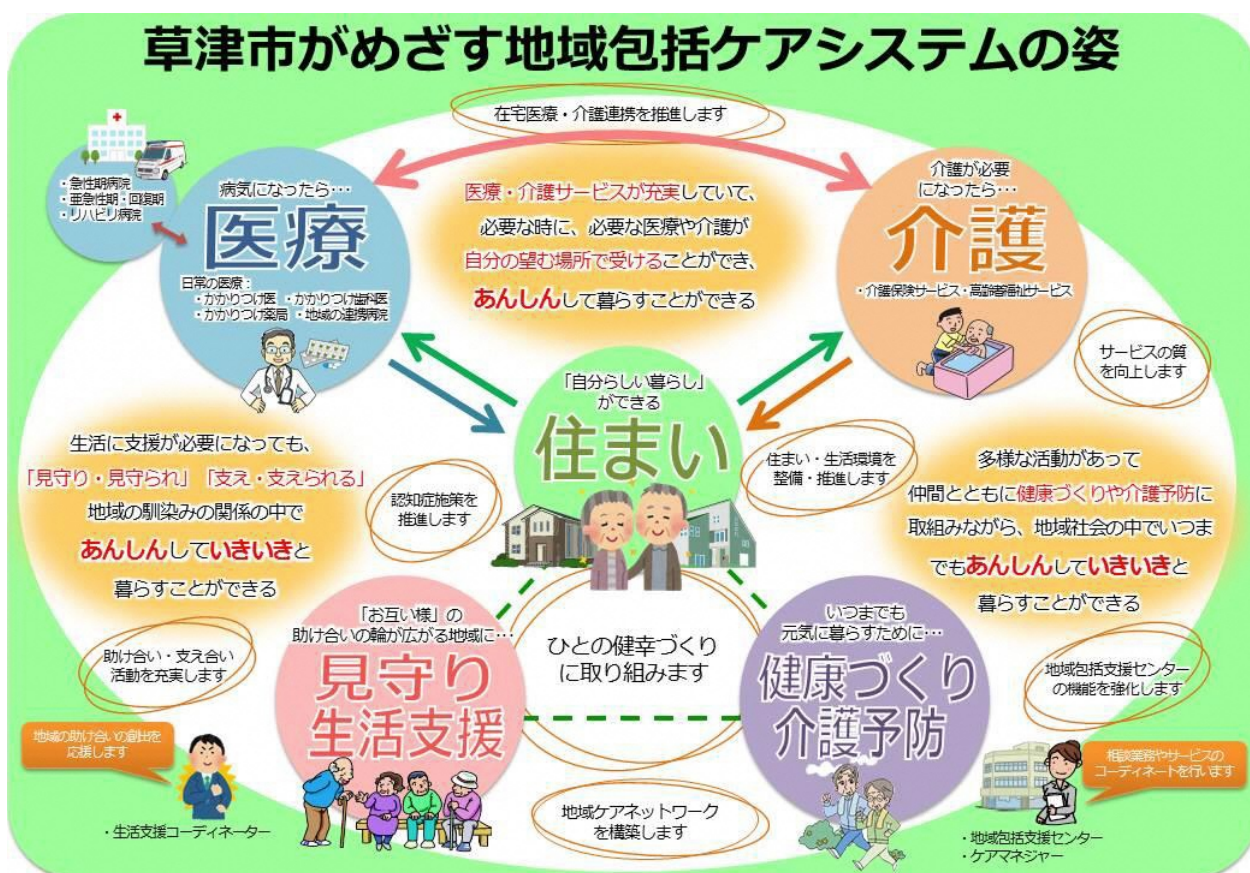 草津市がめざす地域包括ケアシステムの姿
在宅医療・介護連携を推進します
・急性期病院
・亜急性期・回復期
・リハビリ病院
病気になったら…
医療
日常の医療：
・かかりつけ医 ・かかりつけ歯科医
・かかりつけ薬局 ・地域の連携病院
医療・介護サービスが充実していて、
必要な時に、必要な医療や介護が
自分の望む場所で受けることができ、
あんしんして暮らすことができる
介護が必要
になったら…
介護
・介護保険サービス・高齢者福祉サービス
サービスの質
を向上します
「自分らしい暮らし」
ができる
住まい
生活に支援が必要になっても、
「見守り・見守られ」「支え・支えられる」
地域の馴染みの関係の中で
あんしんしていきいきと
暮らすことができる
認知症施策を
推進します
住まい・生活環境を
整備・推進します
多様な活動があって
仲間とともに健康づくりや介護予防に
取組みながら、地域社会の中でいつま
でもあんしんしていきいきと
暮らすことができる
「お互い様」の
助け合いの輪が広がる地域に…
見守り
生活支援
ひとの健幸づくり
に取り組みます
いつまでも
元気に暮らすために…
健康づくり
介護予防
助け合い・支え合い
活動を充実します
地域包括支援センター
の機能を強化します
地域の助け合いの創出を
応援します
・生活支援コーディネーター
地域ケアネットワーク
を構築します
相談業務やサービスの
コーディネートを行います
・地域包括支援センター
・ケアマネジャー